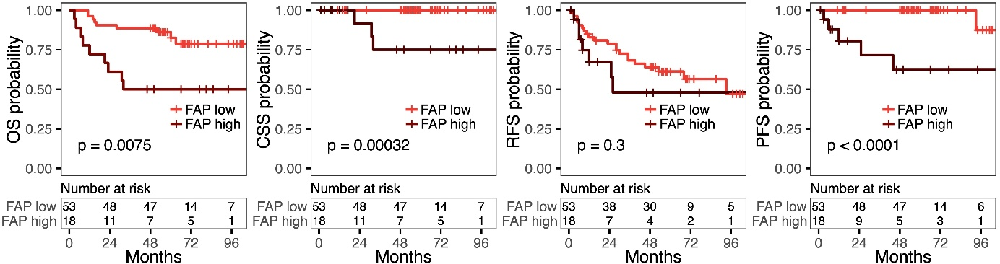 OS probability
1.00
0.75
0.50
0.25
0.00
FAP low
FAP high
p = 0.0075
Number at risk
FAP low 53 48 47 14 7
FAP high 18 11 7 5 1
0 24 48 72 96
Months
CSS probability
1.00
0.75
0.50
0.25
0.00
FAP low
FAP high
p = 0.00032
Number at risk
FAP low 53 48 47 14 7
FAP high 18 11 7 5 1
0 24 48 72 96
Months
RFS probability
1.00
0.75
0.50
0.25
0.00
FAP low
FAP high
p = 0.3
Number at risk
FAP low 53 38 30 9 5
FAP high 18 7 4 2 1
0 24 48 72 96
Months
PFS probability
1.00
0.75
0.50
0.25
0.00
FAP low
FAP high
p < 0.0001
Number at risk
FAP low 53 48 47 14 6
FAP high 18 9 5 3 1
0 24 48 72 96
Months